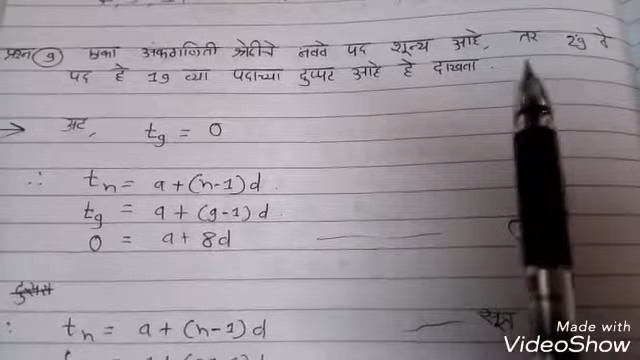 प्रश्न 9 एका अंकगणिती श्रेढीचे नववे पद शून्य आहे, तर 29 वे
पद हे 19 व्या पदाच्या दुप्पट आहे हे दाखवा.
→ अट, t₉ = 0
∴ tₙ = a + (n-1)d.
t₉ = a + (9-1)d.
0 = a + 8d
: tₙ = a + (n-1)d सूत्र
Made with
VideoShow